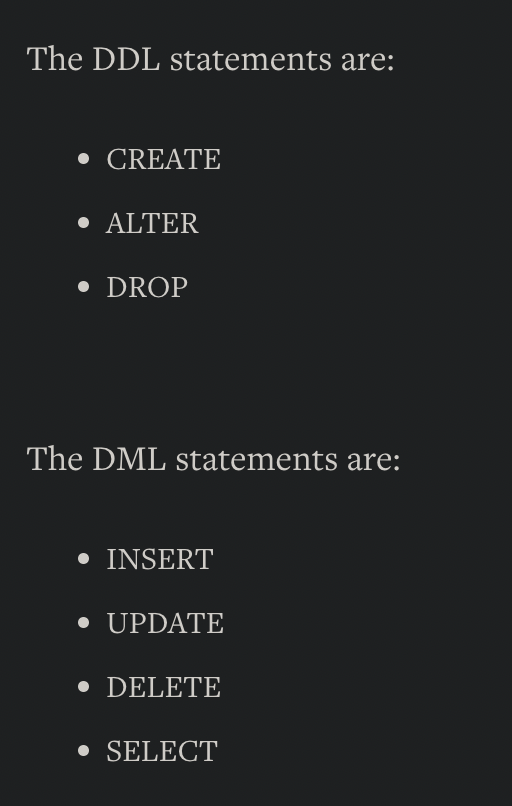 The DDL statements are:
• CREATE
• ALTER
• DROP
The DML statements are:
• INSERT
• UPDATE
• DELETE
• SELECT